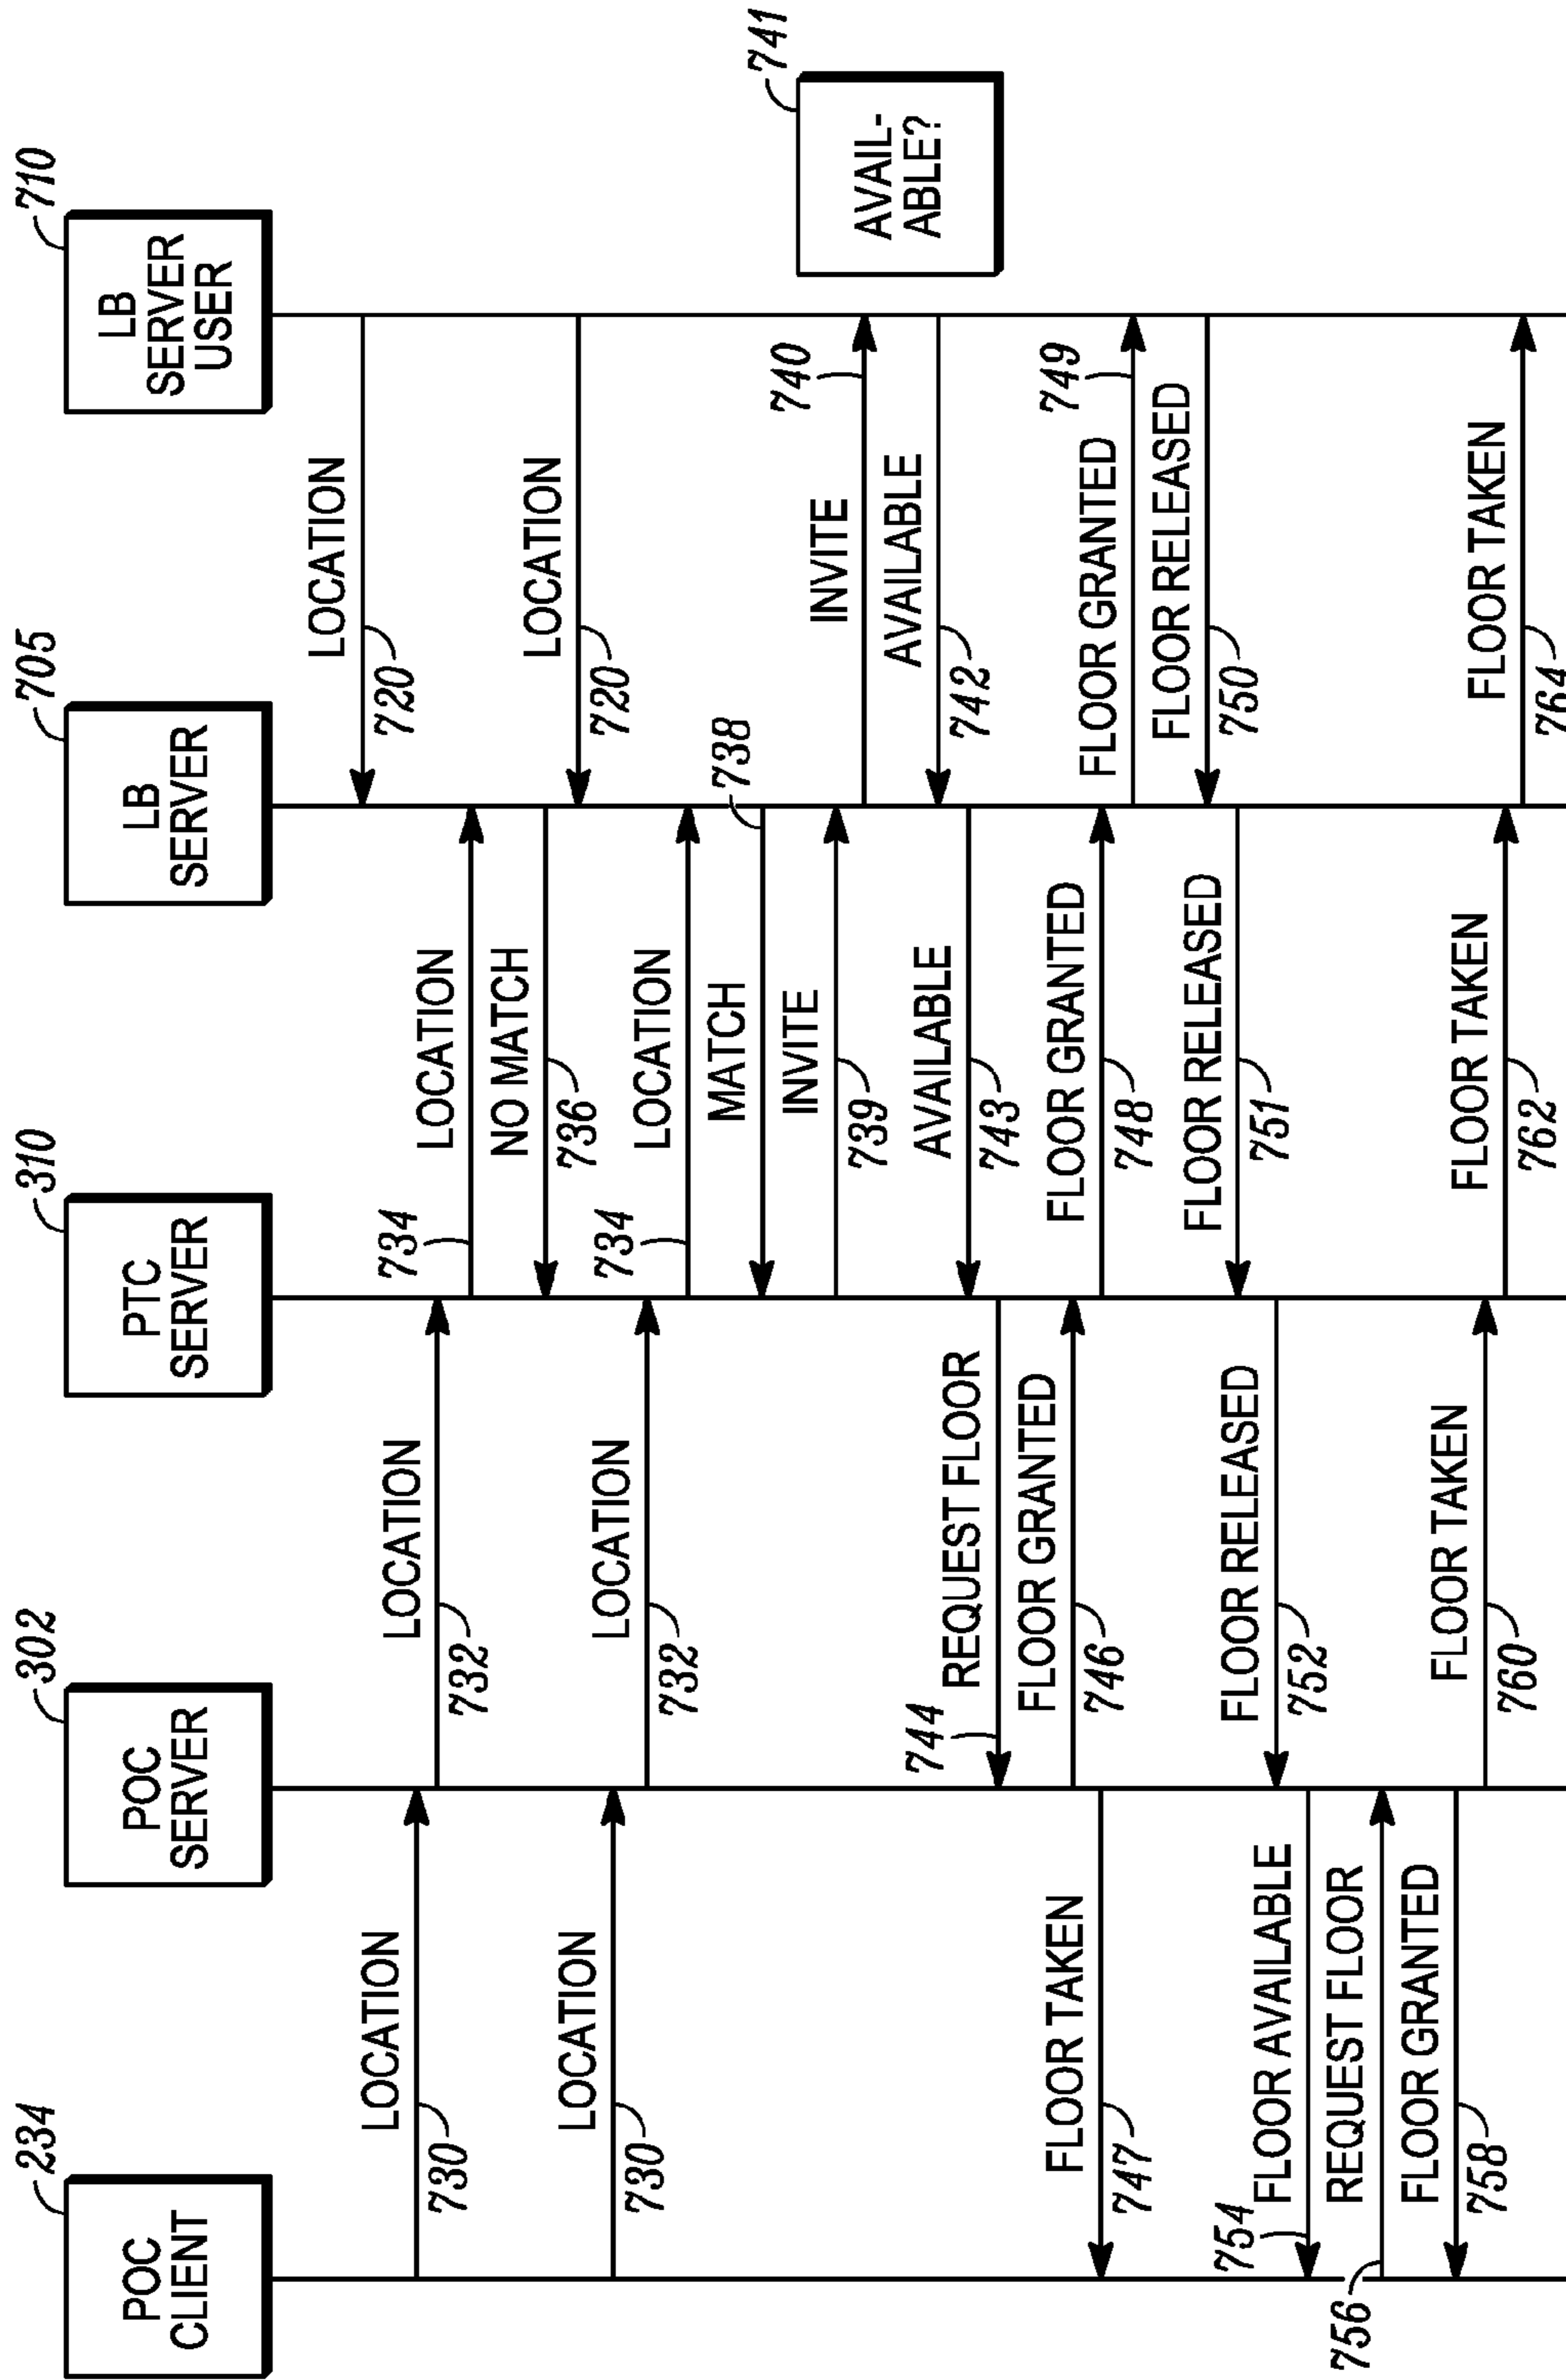 234
POC
CLIENT
302
POC
SERVER
310
PTC
SERVER
705
LB
SERVER
710
LB
SERVER
USER
LOCATION
720
LOCATION
730
LOCATION
732
734
LOCATION
NO MATCH
736
LOCATION
720
LOCATION
730
LOCATION
732
734
LOCATION
MATCH
738
INVITE
739
INVITE
740
AVAIL-
ABLE?
741
AVAILABLE
742
AVAILABLE
743
744
REQUEST FLOOR
FLOOR GRANTED
746
FLOOR TAKEN
747
FLOOR GRANTED
748
FLOOR GRANTED
749
FLOOR RELEASED
750
FLOOR RELEASED
751
FLOOR RELEASED
752
754
FLOOR AVAILABLE
756
REQUEST FLOOR
FLOOR GRANTED
758
FLOOR TAKEN
760
FLOOR TAKEN
762
FLOOR TAKEN
764